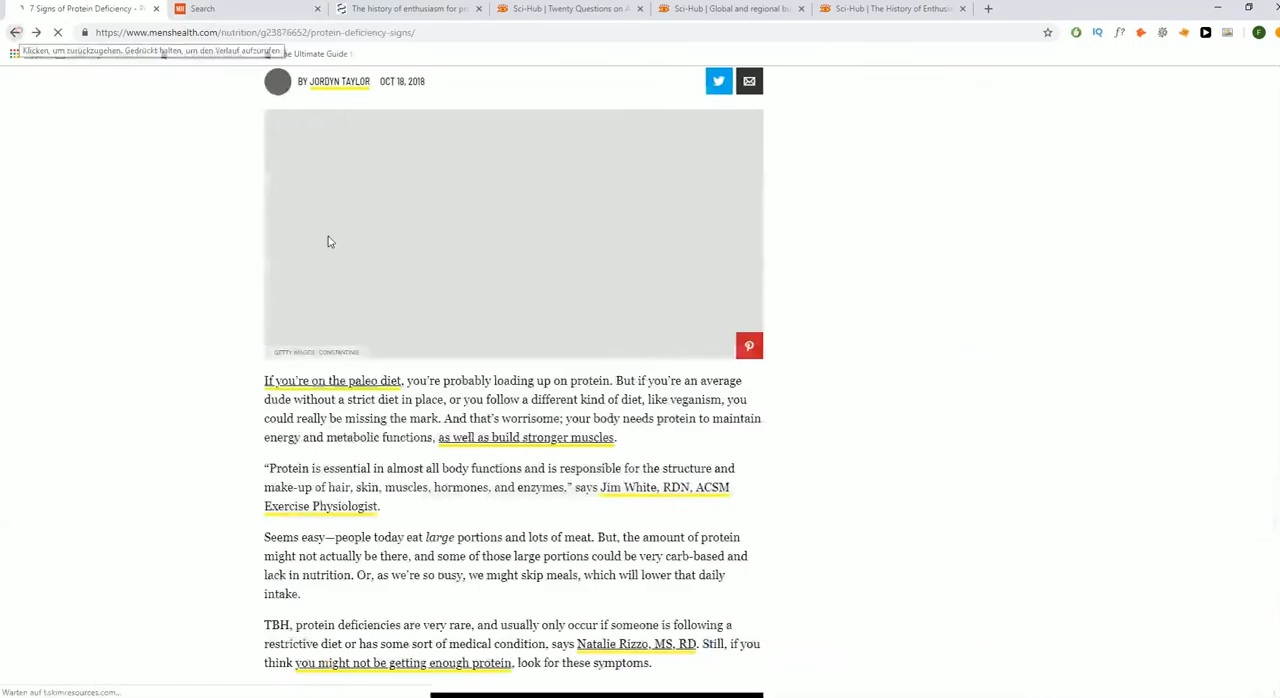 7 Signs of Protein Deficiency - P
Search
The history of enthusiasm for pr
Sci-Hub | Twenty Questions on A
Sci-Hub | Global and regional bu
Sci-Hub | The History of Enthusi
https://www.menshealth.com/nutrition/g23876652/protein-deficiency-signs/
IQ
f?
F
Klicken, um zurückzugehen. Gedrückt halten, um den Verlauf aufzurufen
e Ultimate Guide
BY JORDYN TAYLOR OCT 18, 2018
GETTY IMAGES CONSTANTINIS
If you're on the paleo diet, you're probably loading up on protein. But if you're an average
dude without a strict diet in place, or you follow a different kind of diet, like veganism, you
could really be missing the mark. And that's worrisome; your body needs protein to maintain
energy and metabolic functions, as well as build stronger muscles.
“Protein is essential in almost all body functions and is responsible for the structure and
make-up of hair, skin, muscles, hormones, and enzymes,” says Jim White, RDN, ACSM
Exercise Physiologist.
Seems easy—people today eat large portions and lots of meat. But, the amount of protein
might not actually be there, and some of those large portions could be very carb-based and
lack in nutrition. Or, as we're so busy, we might skip meals, which will lower that daily
intake.
TBH, protein deficiencies are very rare, and usually only occur if someone is following a
restrictive diet or has some sort of medical condition, says Natalie Rizzo, MS, RD. Still, if you
think you might not be getting enough protein, look for these symptoms.
Warten auf t.skimresources.com...